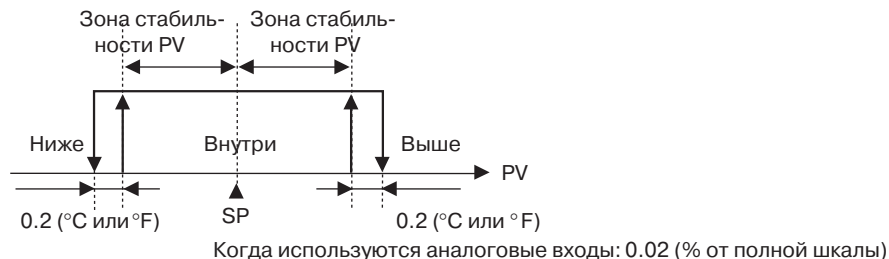 Зона стабиль-
ности PV
Зона стабиль-
ности PV
Ниже
Внутри
Выше
PV
0.2 (°C или °F)
SP
0.2 (°C или °F)
Когда используются аналоговые входы: 0.02 (% от полной шкалы)